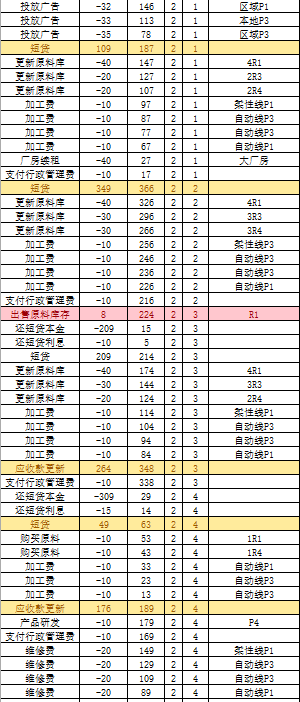 投放广告 -32 146 2 1 区域P1
投放广告 -33 113 2 1 本地P3
投放广告 -35 78 2 1 区域P3
短贷 109 187 2 1
更新原料库 -40 147 2 1 4R1
更新原料库 -20 127 2 1 2R3
更新原料库 -20 107 2 1 2R4
加工费 -10 97 2 1 柔性线P1
加工费 -10 87 2 1 自动线P3
加工费 -10 77 2 1 自动线P3
加工费 -10 67 2 1 自动线P1
厂房续租 -40 27 2 1 大厂房
支付行政管理费 -10 17 2 1
短贷 349 366 2 2
更新原料库 -40 326 2 2 4R1
更新原料库 -30 296 2 2 3R3
更新原料库 -30 266 2 2 3R4
加工费 -10 256 2 2 柔性线P3
加工费 -10 246 2 2 自动线P3
加工费 -10 236 2 2 自动线P3
加工费 -10 226 2 2 自动线P1
支付行政管理费 -10 216 2 2
出售原料库存 8 224 2 3 R1
还短贷本金 -209 15 2 3
还短贷利息 -10 5 2 3
短贷 209 214 2 3
更新原料库 -40 174 2 3 4R1
更新原料库 -30 144 2 3 3R3
更新原料库 -20 124 2 3 2R4
加工费 -10 114 2 3 柔性线P1
加工费 -10 104 2 3 自动线P3
加工费 -10 94 2 3 自动线P3
加工费 -10 84 2 3 自动线P1
应收款更新 264 348 2 3
支付行政管理费 -10 338 2 3
还短贷本金 -309 29 2 4
还短贷利息 -15 14 2 4
短贷 49 63 2 4
购买原料 -10 53 2 4 1R1
购买原料 -10 43 2 4 1R4
加工费 -10 33 2 4 自动线P1
加工费 -10 23 2 4 自动线P3
加工费 -10 13 2 4 自动线P3
应收款更新 176 189 2 4
产品研发 -10 179 2 4 P4
支付行政管理费 -10 169 2 4
维修费 -20 149 2 4 柔性线P1
维修费 -20 129 2 4 自动线P3
维修费 -20 109 2 4 自动线P3
维修费 -20 89 2 4 自动线P1